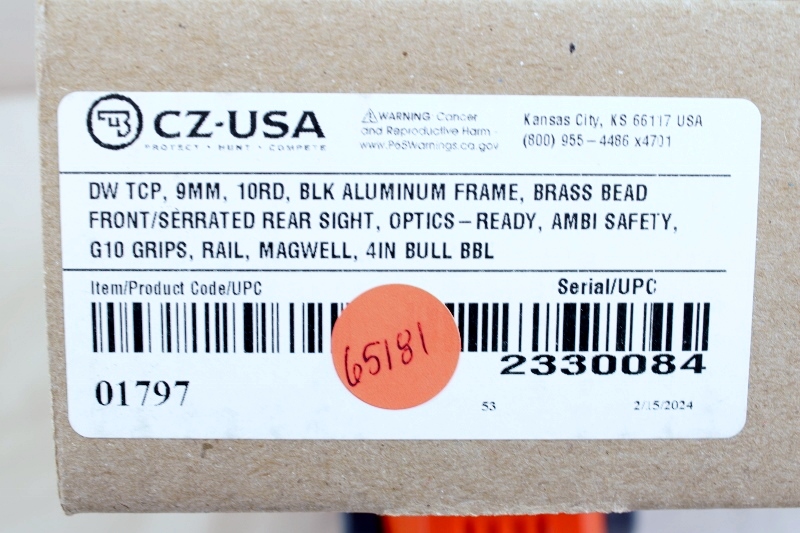 CZ-USA
PROTECT • HUNT • COMPETE
⚠WARNING: Cancer
and Reproductive Harm -
www.P65Warnings.ca.gov
Kansas City, KS 66117 USA
(800) 955-4486 x4701
DW TCP, 9MM, 10RD, BLK ALUMINUM FRAME, BRASS BEAD
FRONT/SERRATED REAR SIGHT, OPTICS-READY, AMBI SAFETY,
G10 GRIPS, RAIL, MAGWELL, 4IN BULL BBL
Item/Product Code/UPC
Serial/UPC
65181
2330084
01797
53
2/15/2024